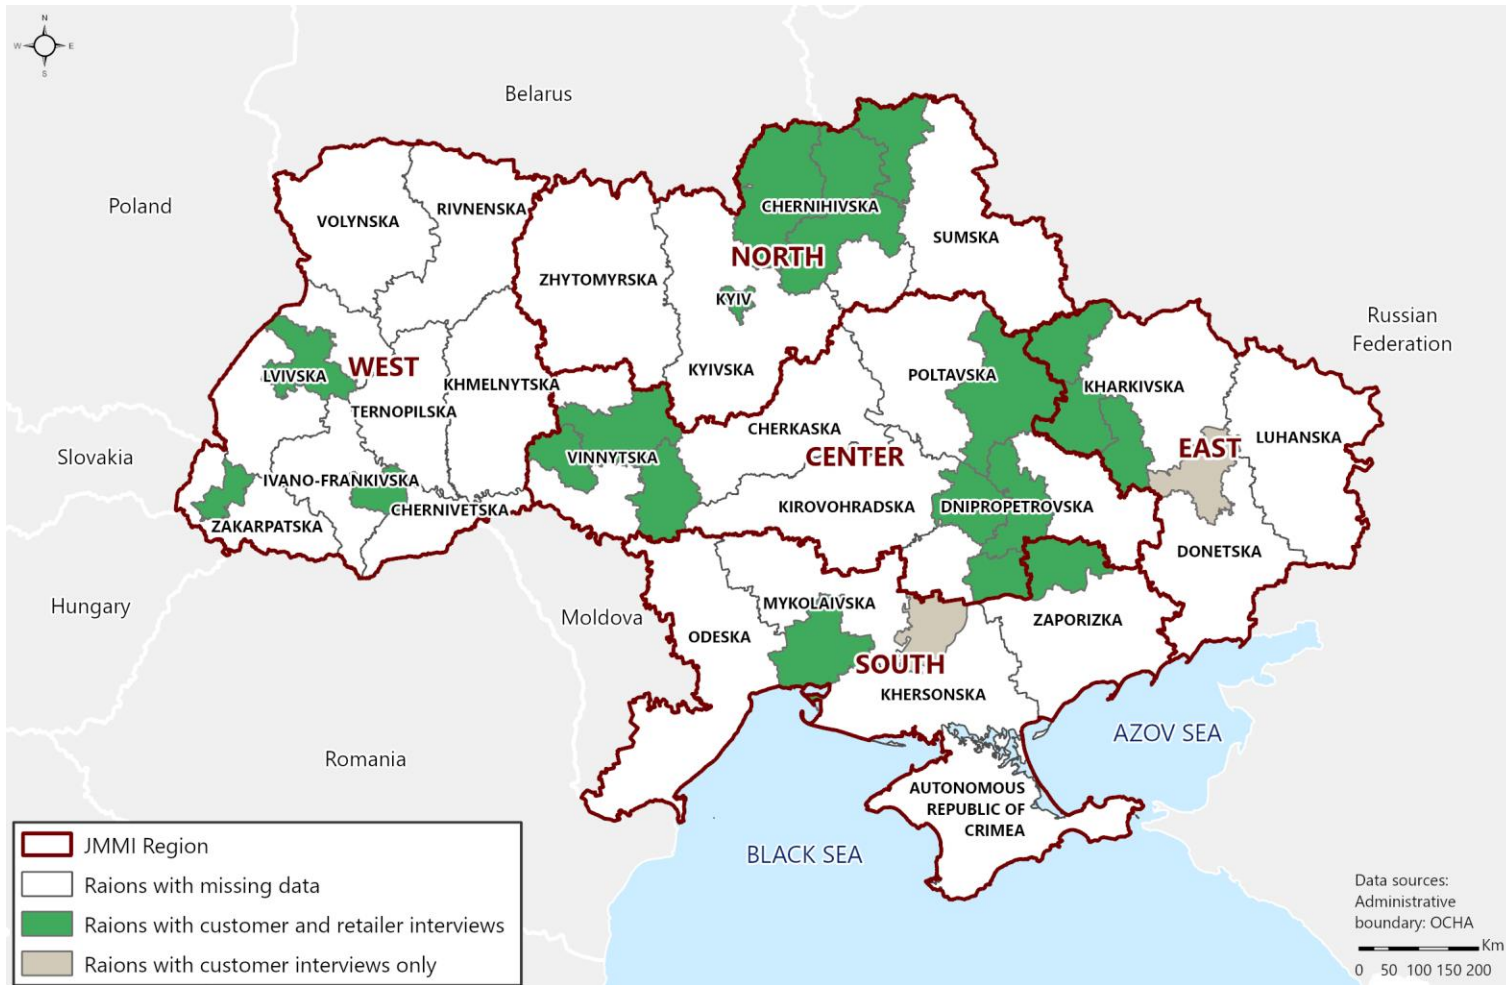 N
W
E
S
Belarus
Poland
Russian
Federation
Slovakia
Hungary
Moldova
Romania
VOLYNSKA
RIVNENSKA
ZHYTOMYRSKA
CHERNIHIVSKA
NORTH
KYIV
SUMSKA
KYIVSKA
LVIVSKA
WEST
KHMELNYTSKA
TERNOPILSKA
IVANO-FRANKIVSKA
CHERNIVETSKA
ZAKARPATSKA
VINNYTSKA
POLTAVSKA
CHERKASKA
CENTER
KIROVOHRADSKA
DNIPROPETROVSKA
KHARKIVSKA
EAST
LUHANSKA
DONETSKA
MYKOLAIVSKA
ODESKA
SOUTH
ZAPORIZKA
KHERSONSKA
AZOV SEA
AUTONOMOUS
REPUBLIC OF
CRIMEA
BLACK SEA
JMMI Region
Raions with missing data
Raions with customer and retailer interviews
Raions with customer interviews only
Data sources:
Administrative
boundary: OCHA
Km
0 50 100 150 200